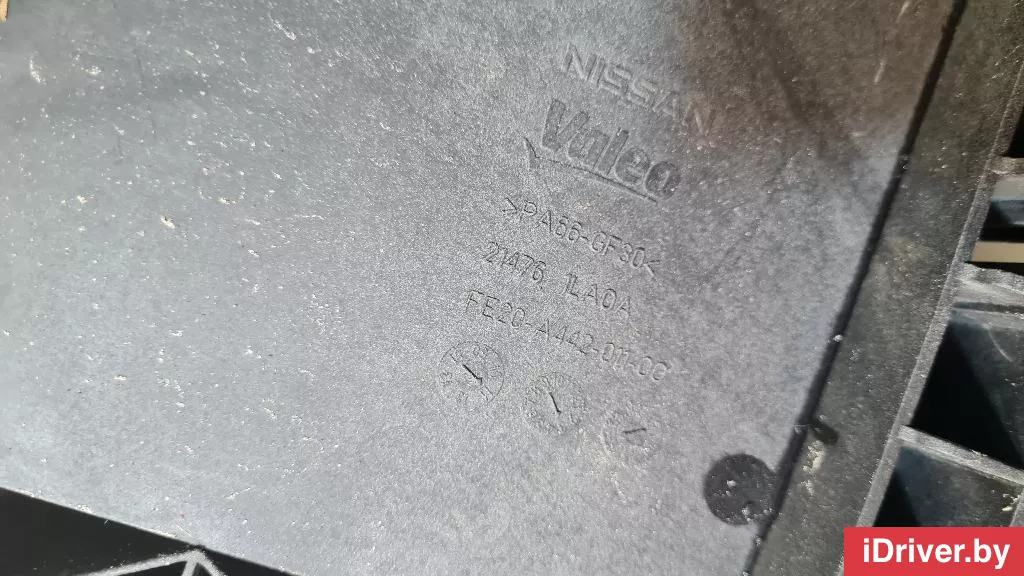 NISSAN
Valeo
>PA66-GF30<
21476 1LA0A
FE20-A442-011-00
iDriver.by